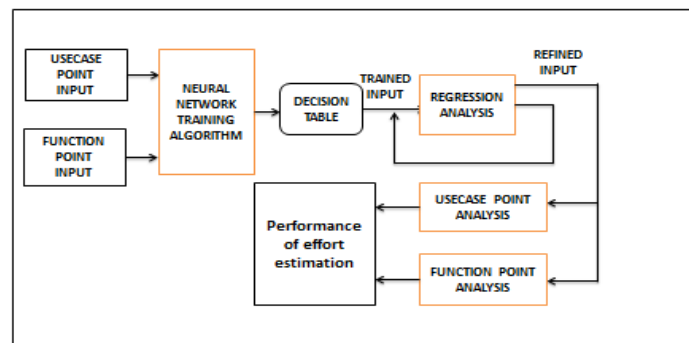 USECASE
POINT
INPUT
FUNCTION
POINT
INPUT
NEURAL
NETWORK
TRAINING
ALGORITHM
DECISION
TABLE
TRAINED
INPUT
REGRESSION
ANALYSIS
REFINED
INPUT
USECASE POINT
ANALYSIS
FUNCTION POINT
ANALYSIS
Performance
of effort
estimation